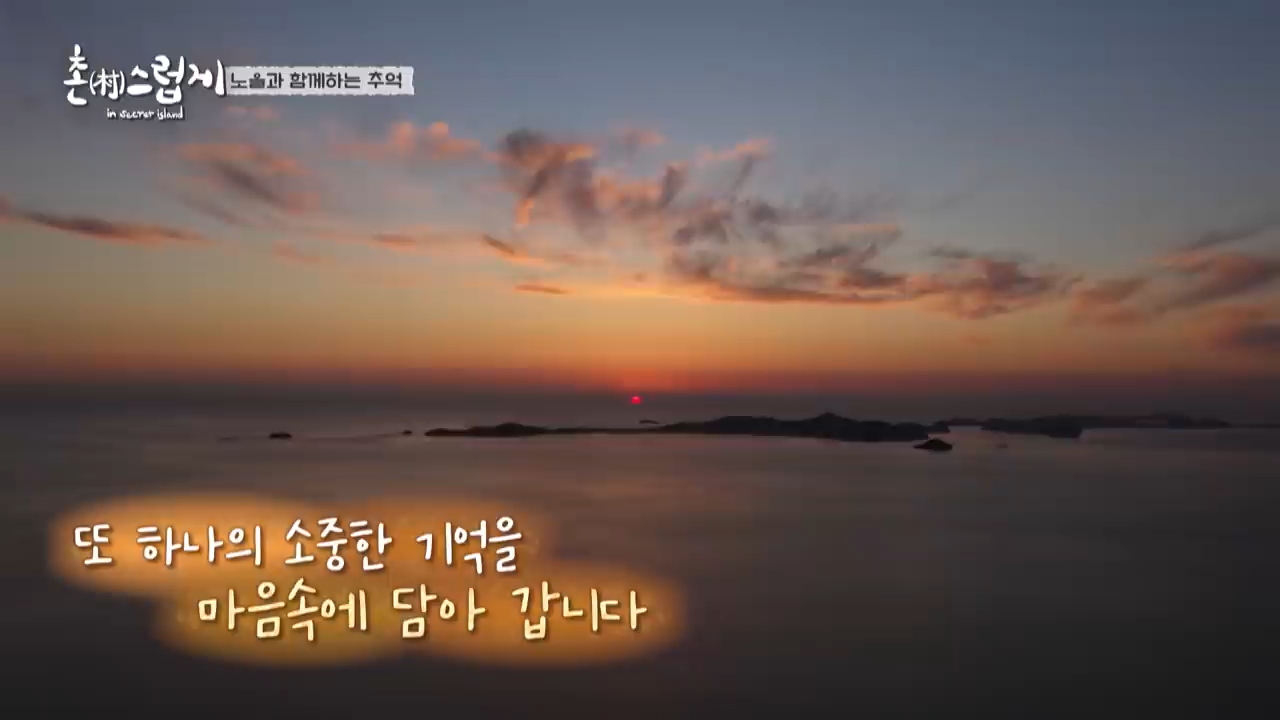 촌(村)스럽게 노을과 함께하는 추억
in secret island
또 하나의 소중한 기억을
마음속에 담아 갑니다